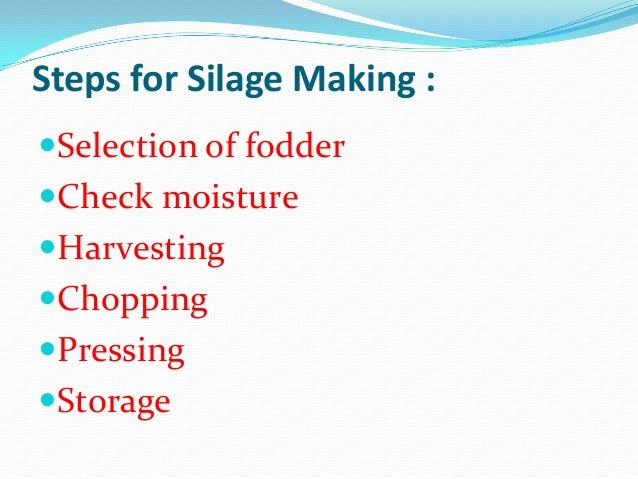 Steps for Silage Making :
•Selection of fodder
•Check moisture
•Harvesting
•Chopping
•Pressing
•Storage